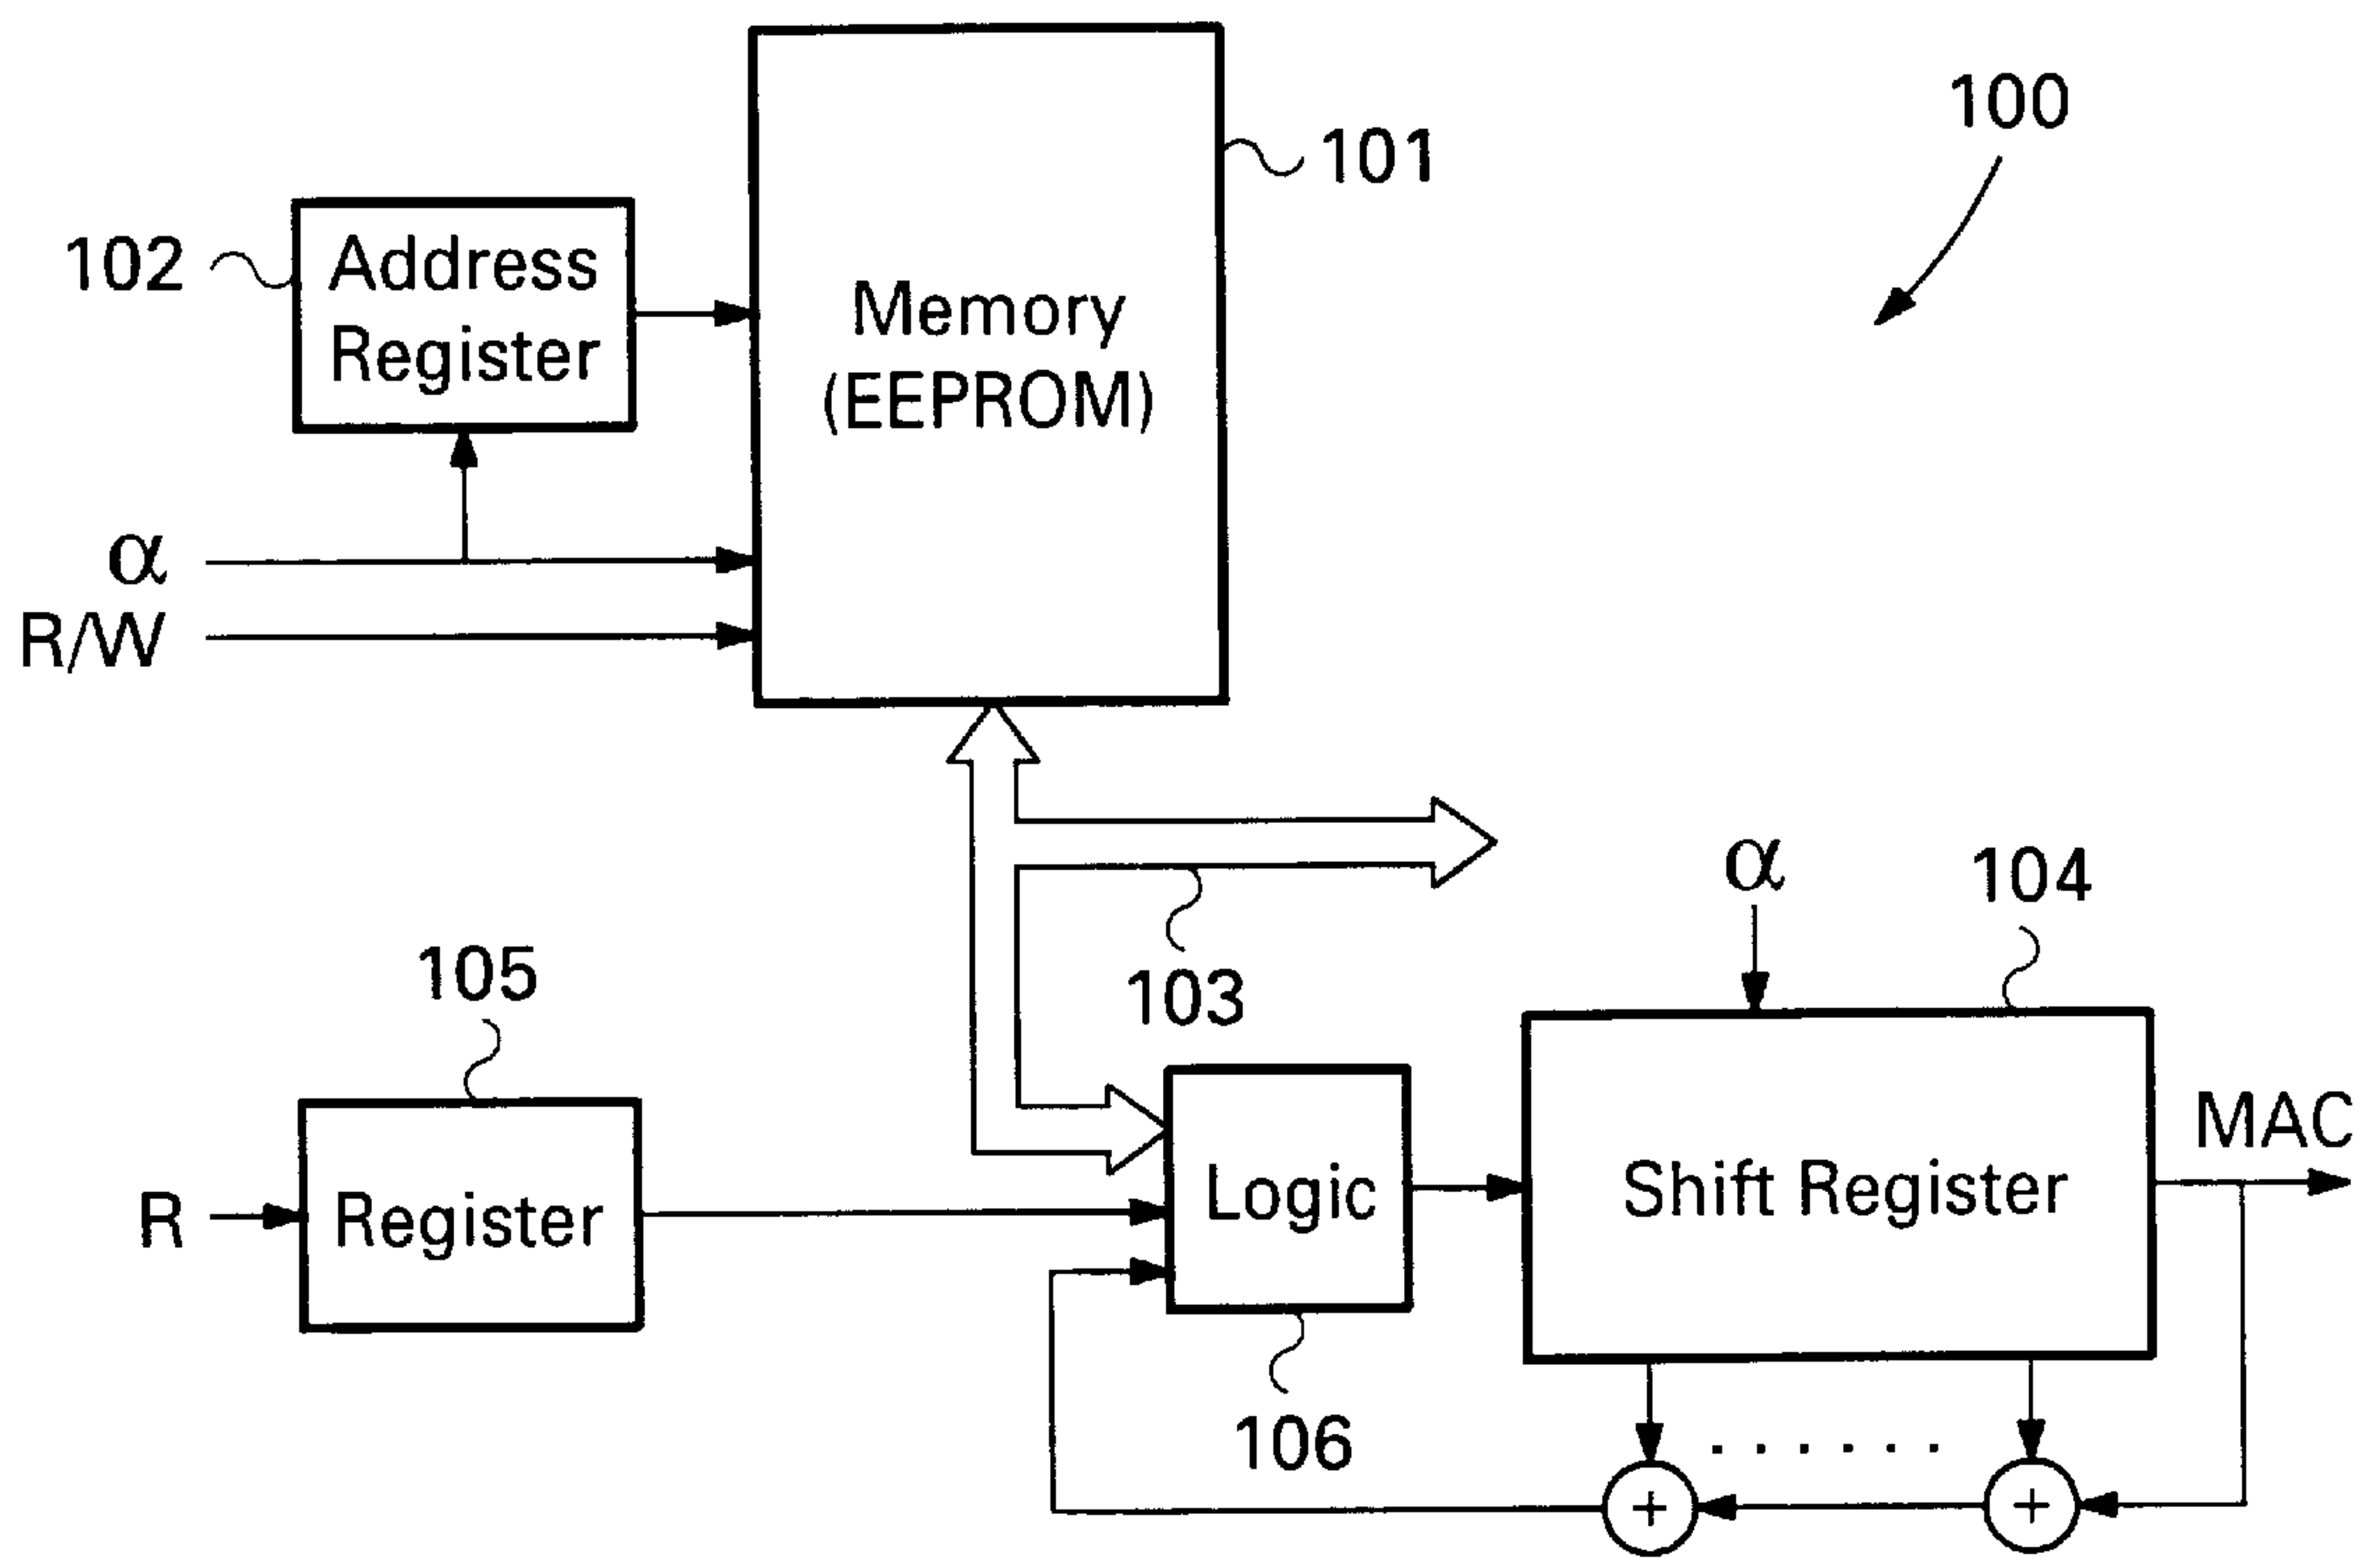 100
101
102
Address
Register
Memory
(EEPROM)
α
R/W
α
104
103
105
R
Register
Logic
Shift Register
MAC
106
+
+